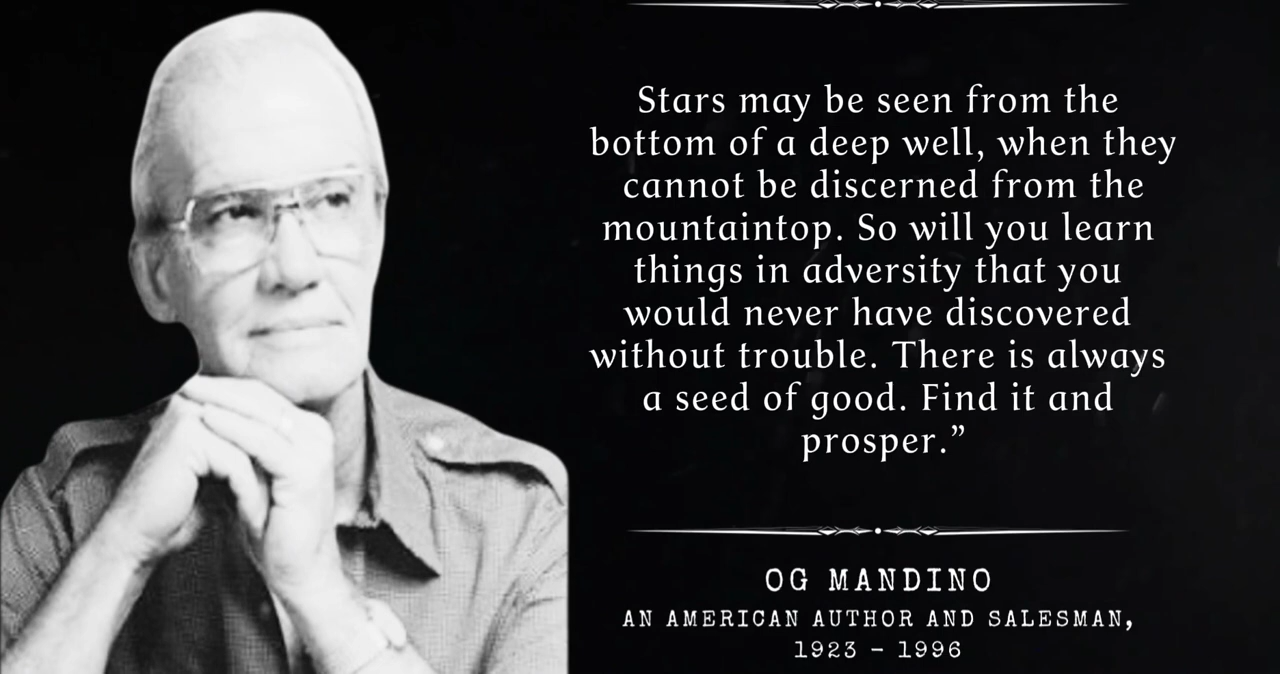 Stars may be seen from the
bottom of a deep well, when they
cannot be discerned from the
mountaintop. So will you learn
things in adversity that you
would never have discovered
without trouble. There is always
a seed of good. Find it and
prosper.”
OG MANDINO
AN AMERICAN AUTHOR AND SALESMAN,
1923 – 1996